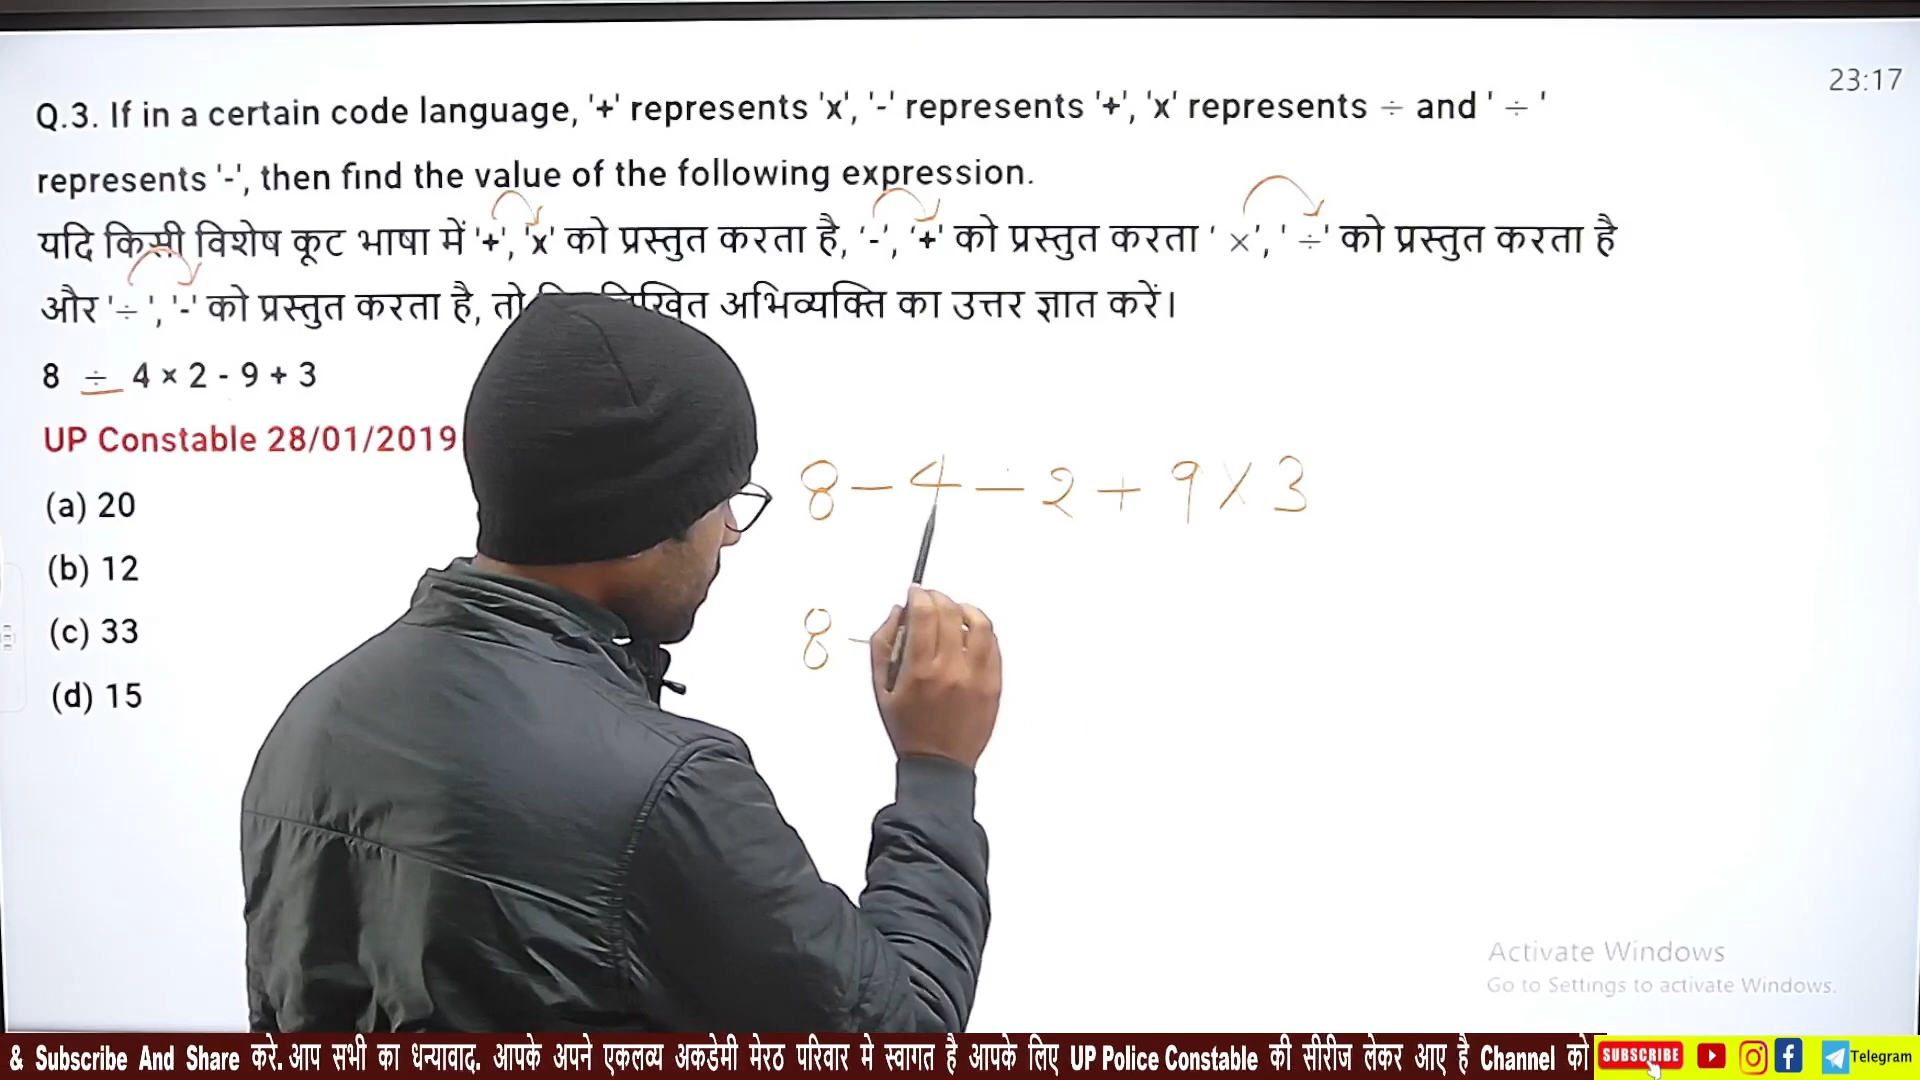 23:17
Q.3. If in a certain code language, '+' represents 'x', '-' represents '+', 'x' represents ÷ and ' ÷ '
represents '-', then find the value of the following expression.
यदि किसी विशेष कूट भाषा में '+', 'x' को प्रस्तुत करता है, '-', '+' को प्रस्तुत करता ' ×', ' ÷' को प्रस्तुत करता है
और '÷ ', '-' को प्रस्तुत करता है, तो अभिव्यक्ति का उत्तर ज्ञात करें।
8 ÷ 4 × 2 - 9 + 3
UP Constable 28/01/2019
(a) 20
(b) 12
(c) 33
(d) 15
8 - 4 ÷ 2 + 9 × 3
8 -
Activate Windows
Go to Settings to activate Windows.
& Subscribe And Share करे. आप सभी का धन्यावाद. आपके अपने एकलव्य अकडेमी मेरठ परिवार मे स्वागत है आपके लिए UP Police Constable की सीरीज लेकर आए है Channel को
SUBSCRIBE
Telegram